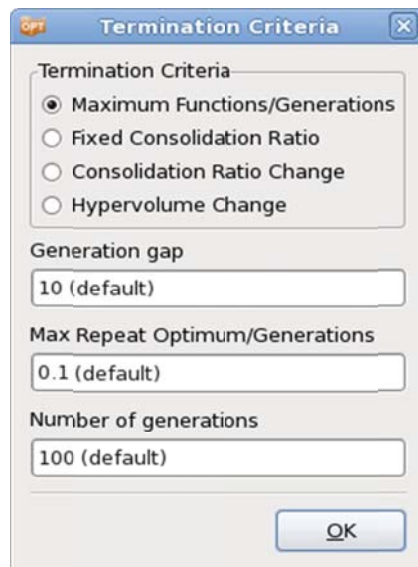 OPT
Termination Criteria
Termination Criteria
Maximum Functions/Generations
Fixed Consolidation Ratio
Consolidation Ratio Change
Hypervolume Change
Generation gap
10 (default)
Max Repeat Optimum/Generations
0.1 (default)
Number of generations
100 (default)
OK